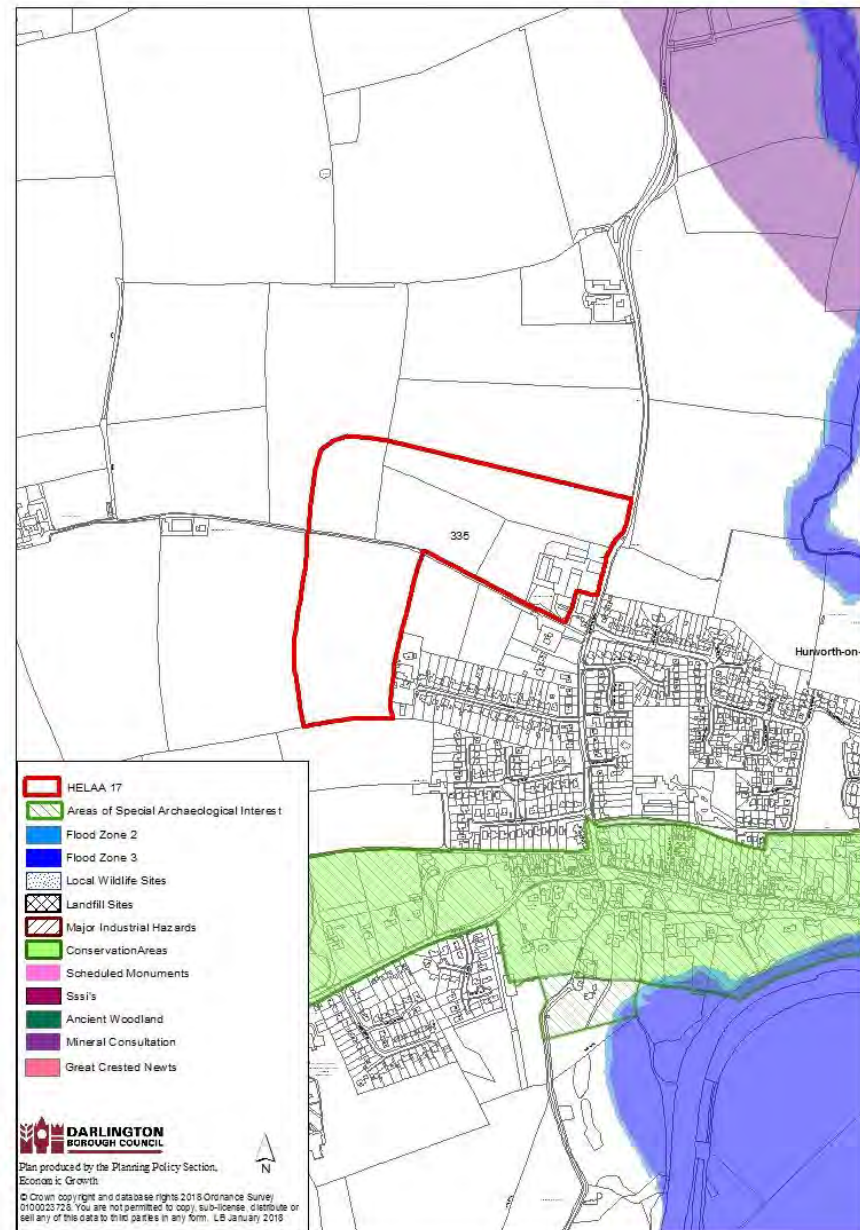 335
Hurworth-on-
HELAA 17
Areas of Special Archaeological Interest
Flood Zone 2
Flood Zone 3
Local Wildlife Sites
Landfill Sites
Major Industrial Hazards
ConservationAreas
Scheduled Monuments
Sssi's
Ancient Woodland
Mineral Consultation
Great Crested Newts
DARLINGTON
BOROUGH COUNCIL
N
Plan produced by the Planning Policy Section,
Economic Growth
© Crown copyright and database rights 2018 Ordnance Survey
0100023728. You are not permitted to copy, sub-license, distribute or
sell any of this data to third parties in any form. LB January 2018